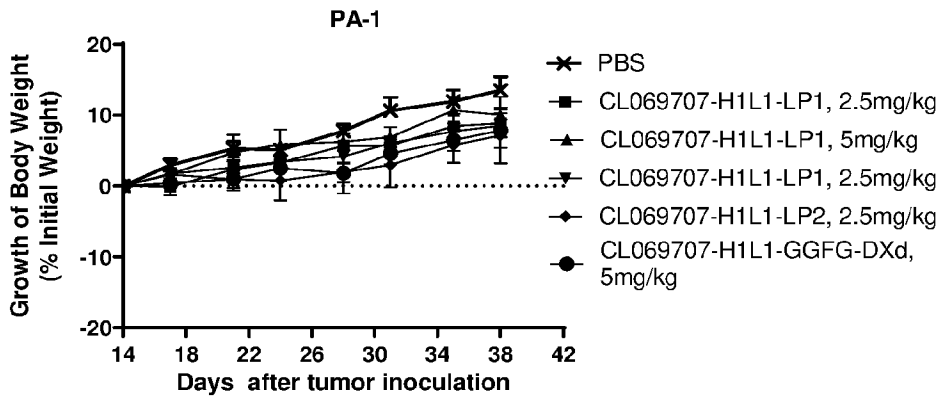 PA-1
Growth of Body Weight
(% Initial Weight)
20
10
0
-10
-20
14
18
22
26
30
34
38
42
Days after tumor inoculation
PBS
CL069707-H1L1-LP1, 2.5mg/kg
CL069707-H1L1-LP1, 5mg/kg
CL069707-H1L1-LP1, 2.5mg/kg
CL069707-H1L1-LP2, 2.5mg/kg
CL069707-H1L1-GGFG-DXd,
5mg/kg